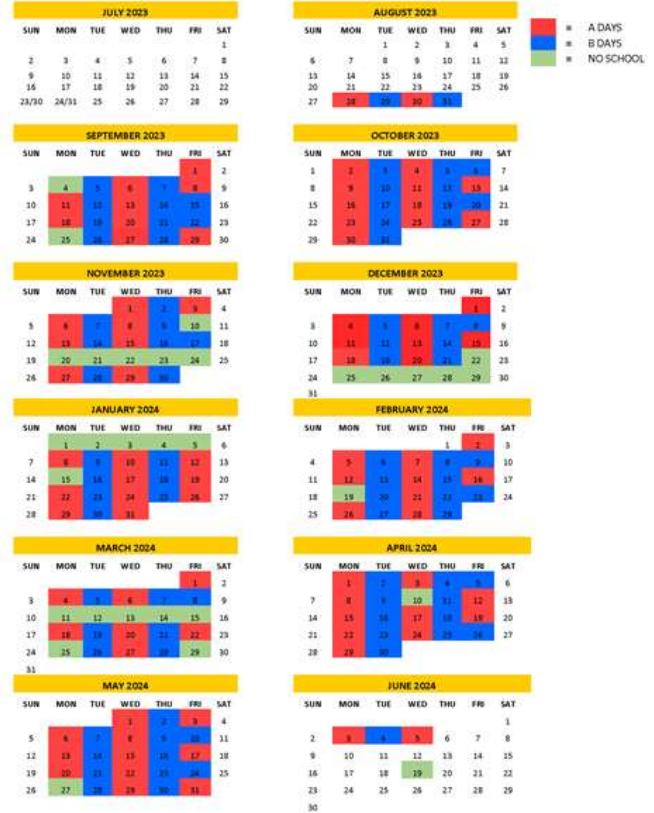 JULY 2023
SUN MON TUE WED THU FRI SAT
1
2 3 4 5 6 7 8
9 10 11 12 13 14 15
16 17 18 19 20 21 22
23/30 24/31 25 26 27 28 29
AUGUST 2023
SUN MON TUE WED THU FRI SAT
1 2 3 4 5
6 7 8 9 10 11 12
13 14 15 16 17 18 19
20 21 22 23 24 25 26
27 28 29 30 31
= A DAYS
= B DAYS
= NO SCHOOL
SEPTEMBER 2023
SUN MON TUE WED THU FRI SAT
1 2
3 4 5 6 7 8 9
10 11 12 13 14 15 16
17 18 19 20 21 22 23
24 25 26 27 28 29 30
OCTOBER 2023
SUN MON TUE WED THU FRI SAT
1 2 3 4 5 6 7
8 9 10 11 12 13 14
15 16 17 18 19 20 21
22 23 24 25 26 27 28
29 30 31
NOVEMBER 2023
SUN MON TUE WED THU FRI SAT
1 2 3 4
5 6 7 8 9 10 11
12 13 14 15 16 17 18
19 20 21 22 23 24 25
26 27 28 29 30
DECEMBER 2023
SUN MON TUE WED THU FRI SAT
1 2
3 4 5 6 7 8 9
10 11 12 13 14 15 16
17 18 19 20 21 22 23
24 25 26 27 28 29 30
31
JANUARY 2024
SUN MON TUE WED THU FRI SAT
1 2 3 4 5 6
7 8 9 10 11 12 13
14 15 16 17 18 19 20
21 22 23 24 25 26 27
28 29 30 31
FEBRUARY 2024
SUN MON TUE WED THU FRI SAT
1 2 3
4 5 6 7 8 9 10
11 12 13 14 15 16 17
18 19 20 21 22 23 24
25 26 27 28 29
MARCH 2024
SUN MON TUE WED THU FRI SAT
1 2
3 4 5 6 7 8 9
10 11 12 13 14 15 16
17 18 19 20 21 22 23
24 25 26 27 28 29 30
31
APRIL 2024
SUN MON TUE WED THU FRI SAT
1 2 3 4 5 6
7 8 9 10 11 12 13
14 15 16 17 18 19 20
21 22 23 24 25 26 27
28 29 30
MAY 2024
SUN MON TUE WED THU FRI SAT
1 2 3 4
5 6 7 8 9 10 11
12 13 14 15 16 17 18
19 20 21 22 23 24 25
26 27 28 29 30 31
JUNE 2024
SUN MON TUE WED THU FRI SAT
1
2 3 4 5 6 7 8
9 10 11 12 13 14 15
16 17 18 19 20 21 22
23 24 25 26 27 28 29
30